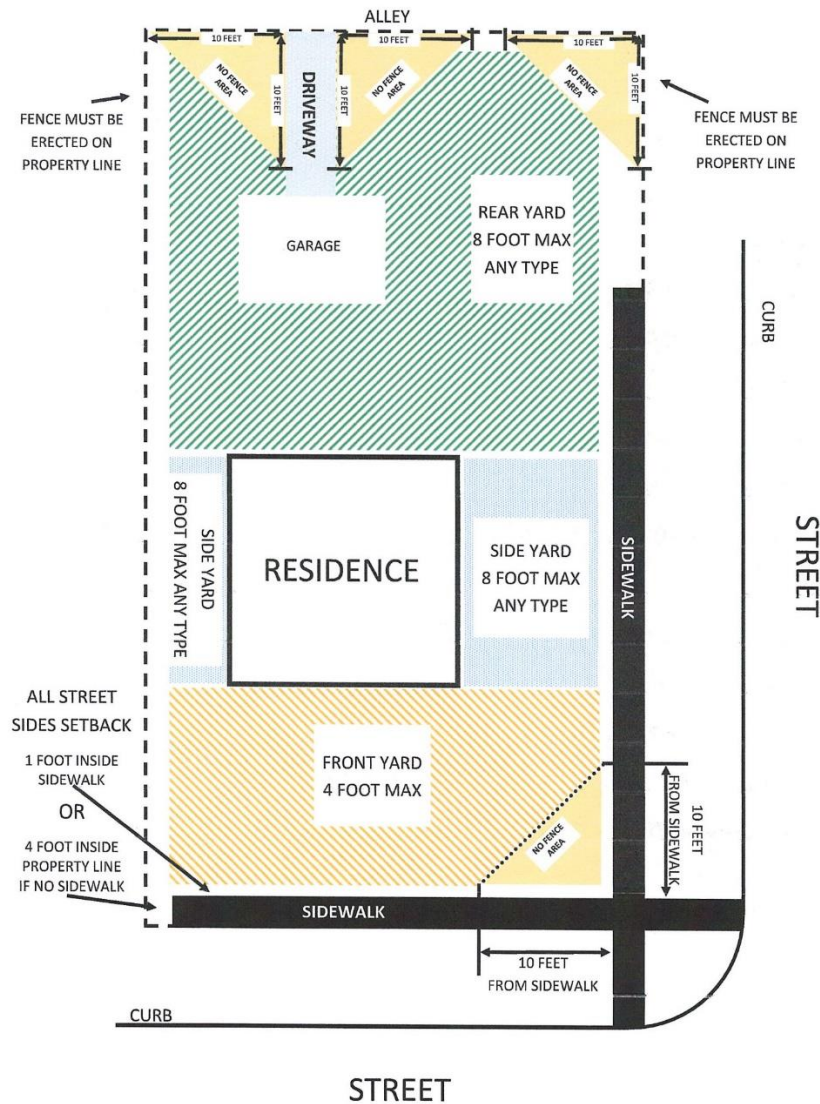 ALLEY
10 FEET
10 FEET
10 FEET
NO FENCE
AREA
10 FEET
DRIVEWAY
10 FEET
NO FENCE
AREA
NO FENCE
AREA
10 FEET
FENCE MUST BE
ERECTED ON
PROPERTY LINE
FENCE MUST BE
ERECTED ON
PROPERTY LINE
GARAGE
REAR YARD
8 FOOT MAX
ANY TYPE
CURB
SIDE YARD
8 FOOT MAX ANY TYPE
RESIDENCE
SIDE YARD
8 FOOT MAX
ANY TYPE
SIDEWALK
STREET
ALL STREET
SIDES SETBACK
1 FOOT INSIDE
SIDEWALK
OR
4 FOOT INSIDE
PROPERTY LINE
IF NO SIDEWALK
FRONT YARD
4 FOOT MAX
NO FENCE
AREA
10 FEET
FROM SIDEWALK
SIDEWALK
10 FEET
FROM SIDEWALK
CURB
STREET